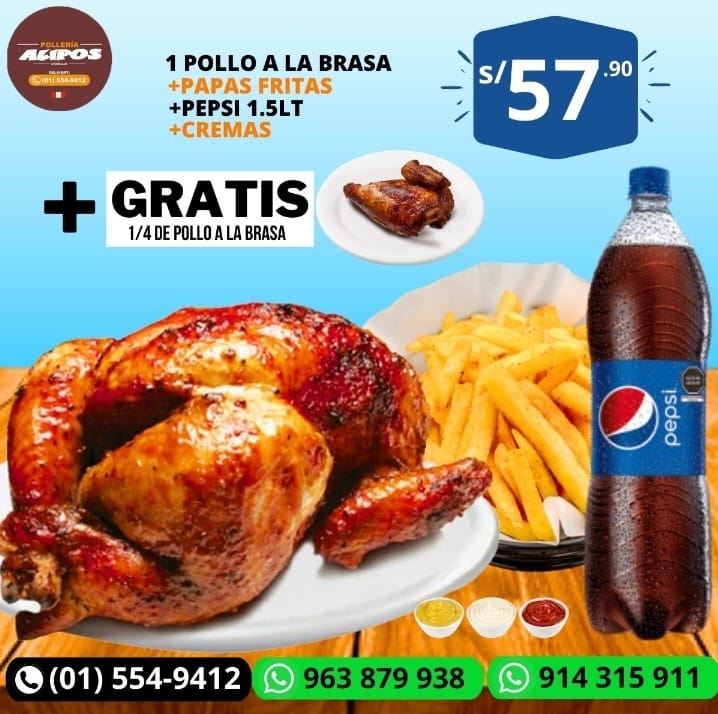 POLLERÍA
ALIPOS
DELIVERY:
(01) 554-9412
1 POLLO A LA BRASA
+PAPAS FRITAS
+PEPSI 1.5LT
+CREMAS
S/57.90
+ GRATIS
1/4 DE POLLO A LA BRASA
pepsi
(01) 554-9412
963 879 938
914 315 911